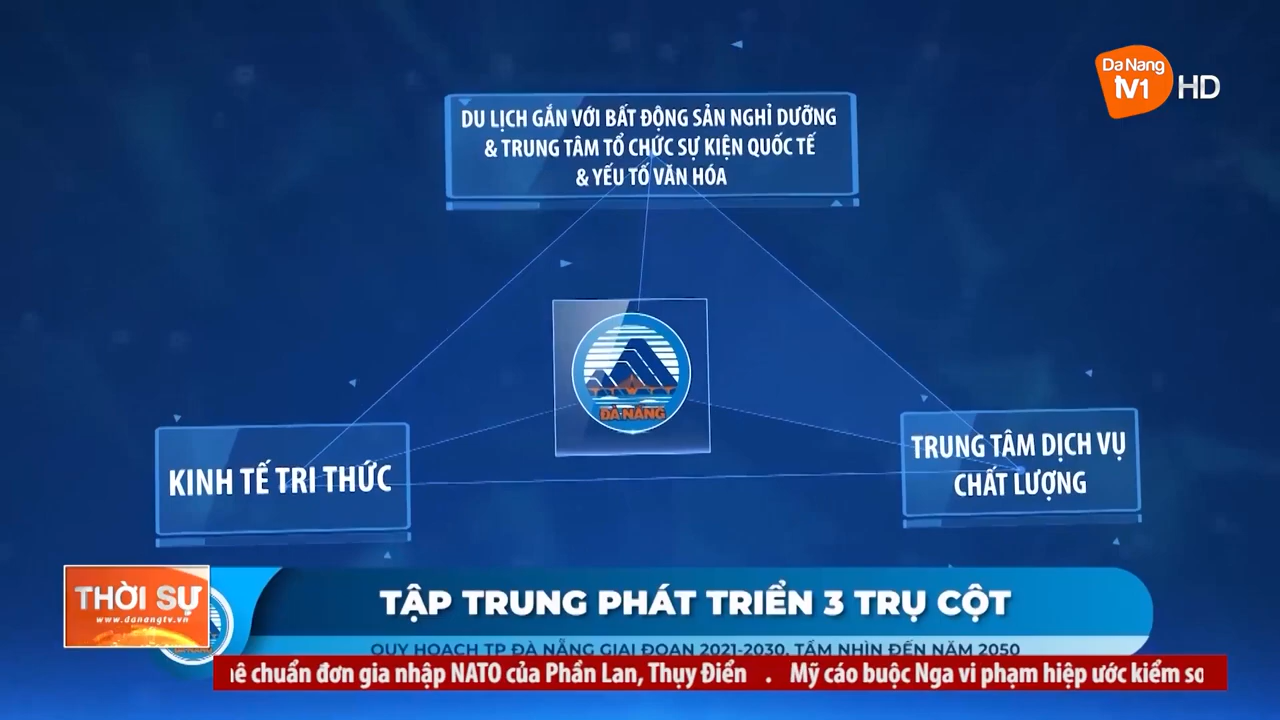 Da Nang
TV1 HD
DU LỊCH GẮN VỚI BẤT ĐỘNG SẢN NGHỈ DƯỠNG
& TRUNG TÂM TỔ CHỨC SỰ KIỆN QUỐC TẾ
& YẾU TỐ VĂN HÓA
ĐÀ NẴNG
KINH TẾ TRI THỨC
TRUNG TÂM DỊCH VỤ
CHẤT LƯỢNG
THỜI SỰ
www.danangtv.vn
TẬP TRUNG PHÁT TRIỂN 3 TRỤ CỘT
QUY HOẠCH TP ĐÀ NẴNG GIAI ĐOẠN 2021-2030, TẦM NHÌN ĐẾN NĂM 2050
chuẩn đơn gia nhập NATO của Phần Lan, Thụy Điển . Mỹ cáo buộc Nga vi phạm hiệp ước kiểm